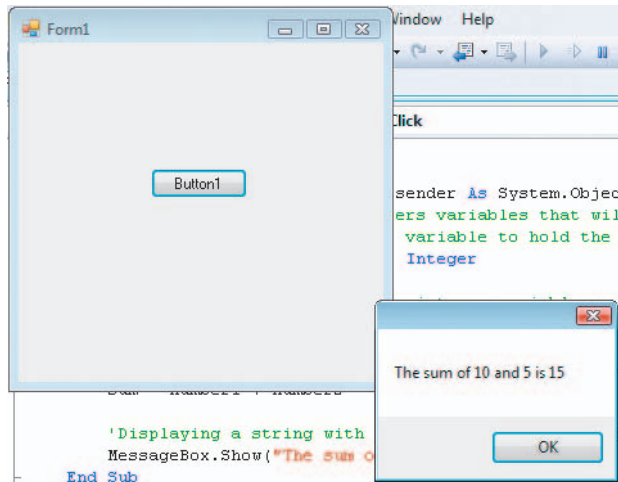 Form1
Window Help
Click
Button1
sender As System.Objec
ers variables that wil
variable to hold the
Integer
The sum of 10 and 5 is 15
OK
'Displaying a string with
MessageBox.Show("The sum o
End Sub